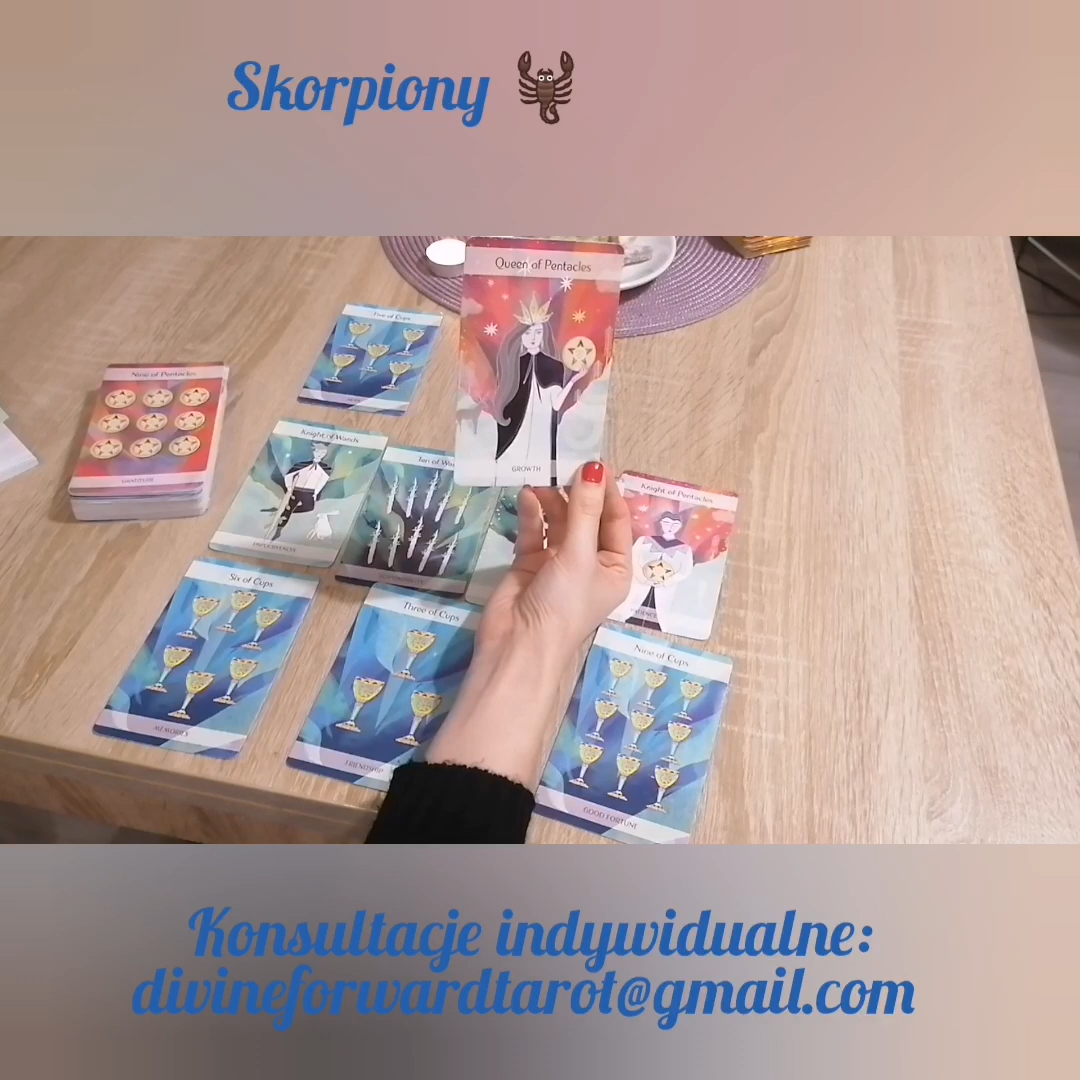 Skorpiony
Queen of Pentacles
Five of Cups
Nine of Pentacles
Knight of Wands
Ten of
GROWTH
Knight of Pentacles
GRATITUDE
Six of Cups
Three of Cups
Nine of Cups
MEMORIES
FRIENDSHIP
GOOD FORTUNE
Konsultacje indywidualne:
divineforwardtarot@gmail.com